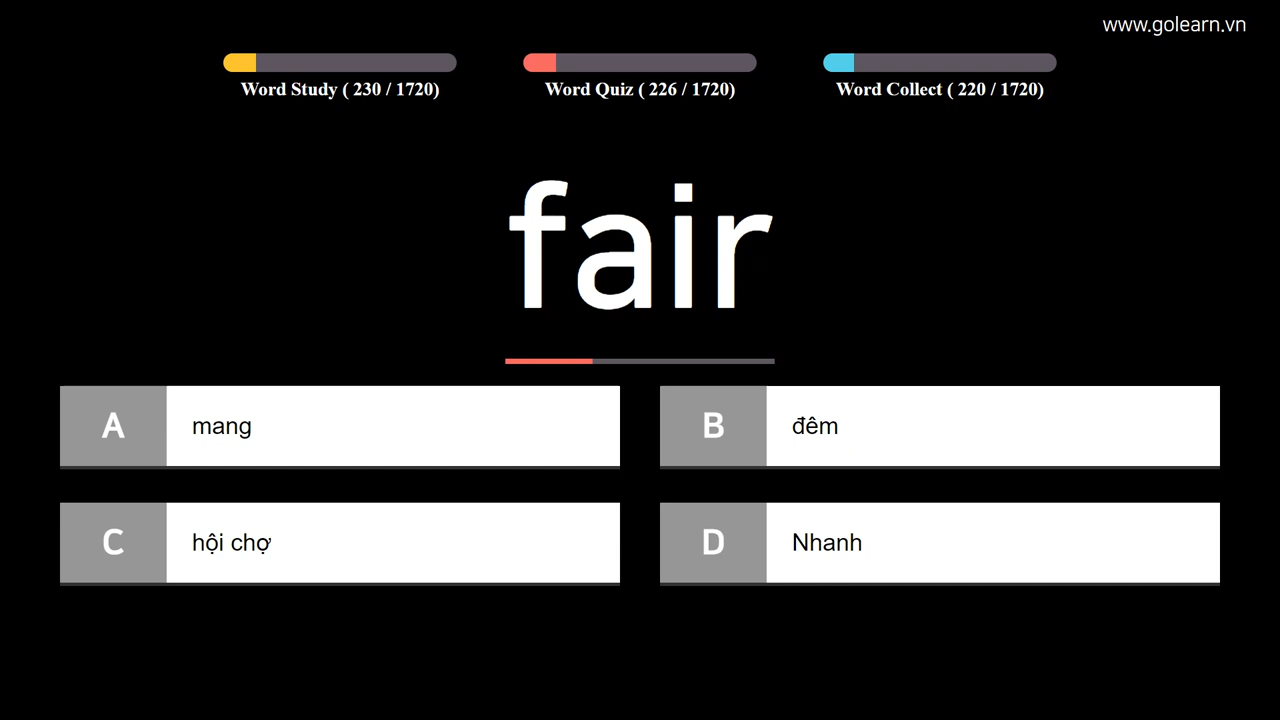 www.golearn.vn
Word Study ( 230 / 1720)
Word Quiz ( 226 / 1720)
Word Collect ( 220 / 1720)
fair
A mang
B đêm
C hội chợ
D Nhanh